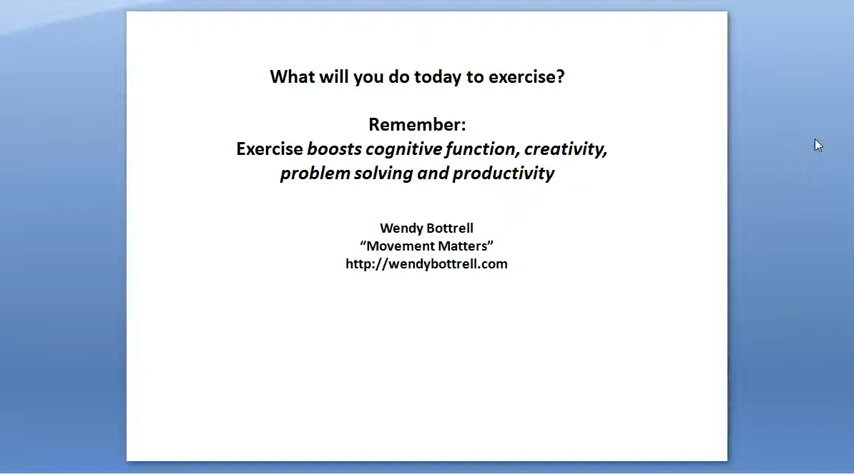 What will you do today to exercise?
Remember:
Exercise boosts cognitive function, creativity,
problem solving and productivity
Wendy Bottrell
“Movement Matters”
http://wendybottrell.com